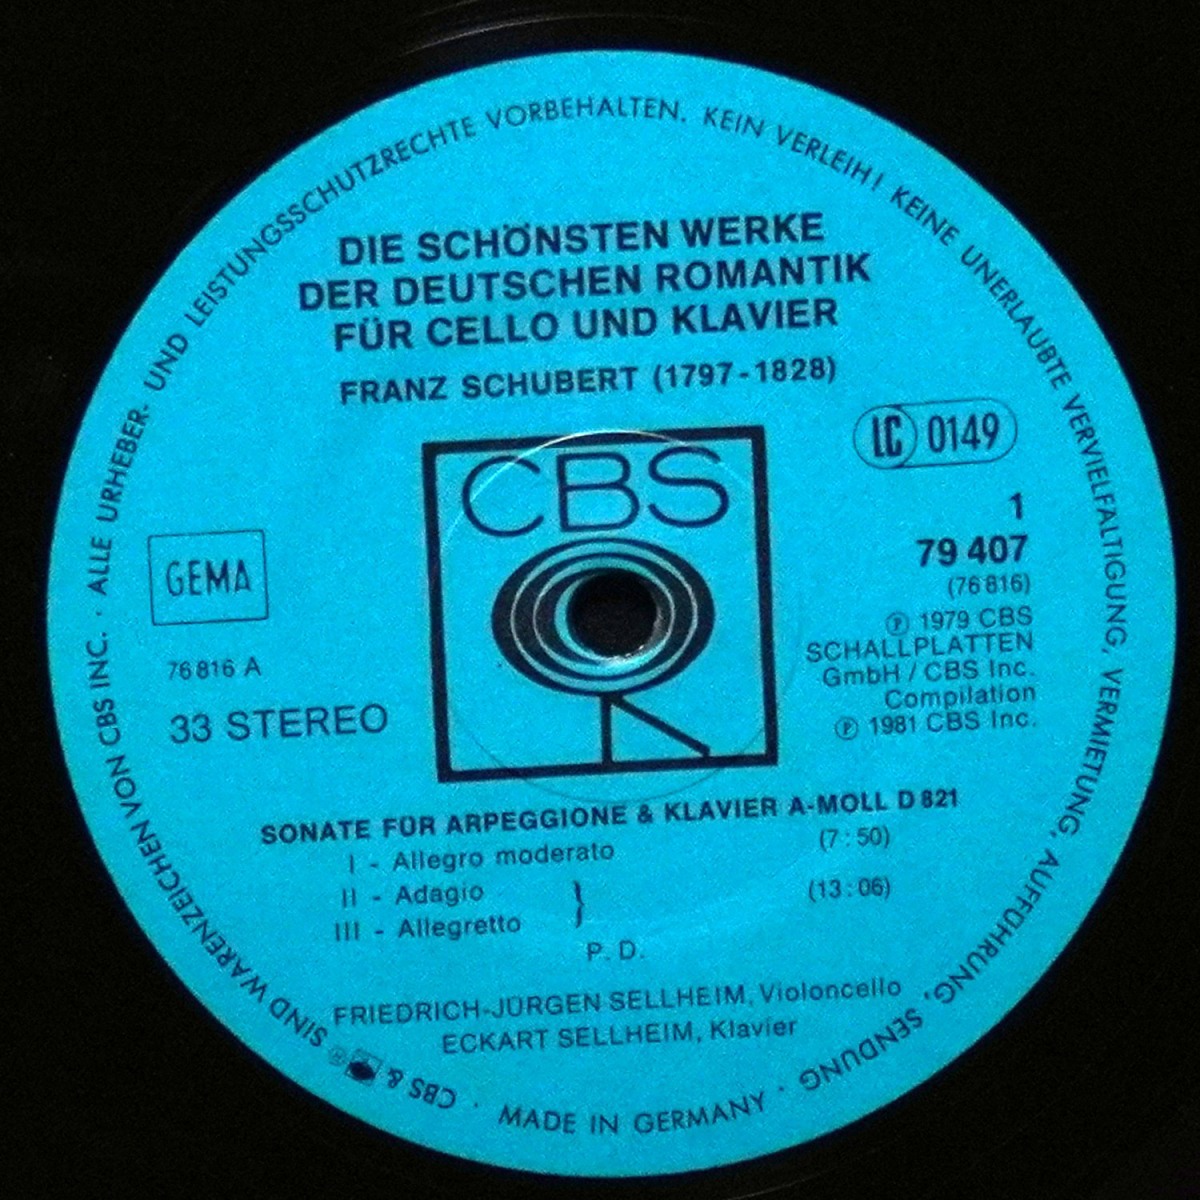 ALLE URHEBER- UND LEISTUNGSSCHUTZRECHTE VORBEHALTEN. KEIN VERLEIH! KEINE UNERLAUBTE VERVIELFÄLTIGUNG, VERMIETUNG, AUFFÜHRUNG, SENDUNG.
DIE SCHÖNSTEN WERKE
DER DEUTSCHEN ROMANTIK
FÜR CELLO UND KLAVIER
FRANZ SCHUBERT (1797-1828)
LC 0149
CBS
1
79 407
(76 816)
GEMA
℗ 1979 CBS
SCHALLPLATTEN
GmbH / CBS Inc.
Compilation
℗ 1981 CBS Inc.
76 816 A
33 STEREO
SONATE FÜR ARPEGGIONE & KLAVIER A-MOLL D 821
I - Allegro moderato (7:50)
II - Adagio } (13:06)
III - Allegretto
P. D.
FRIEDRICH-JÜRGEN SELLHEIM, Violoncello
ECKART SELLHEIM, Klavier
· MADE IN GERMANY ·
CBS & ® SIND WARENZEICHEN VON CBS INC. ·